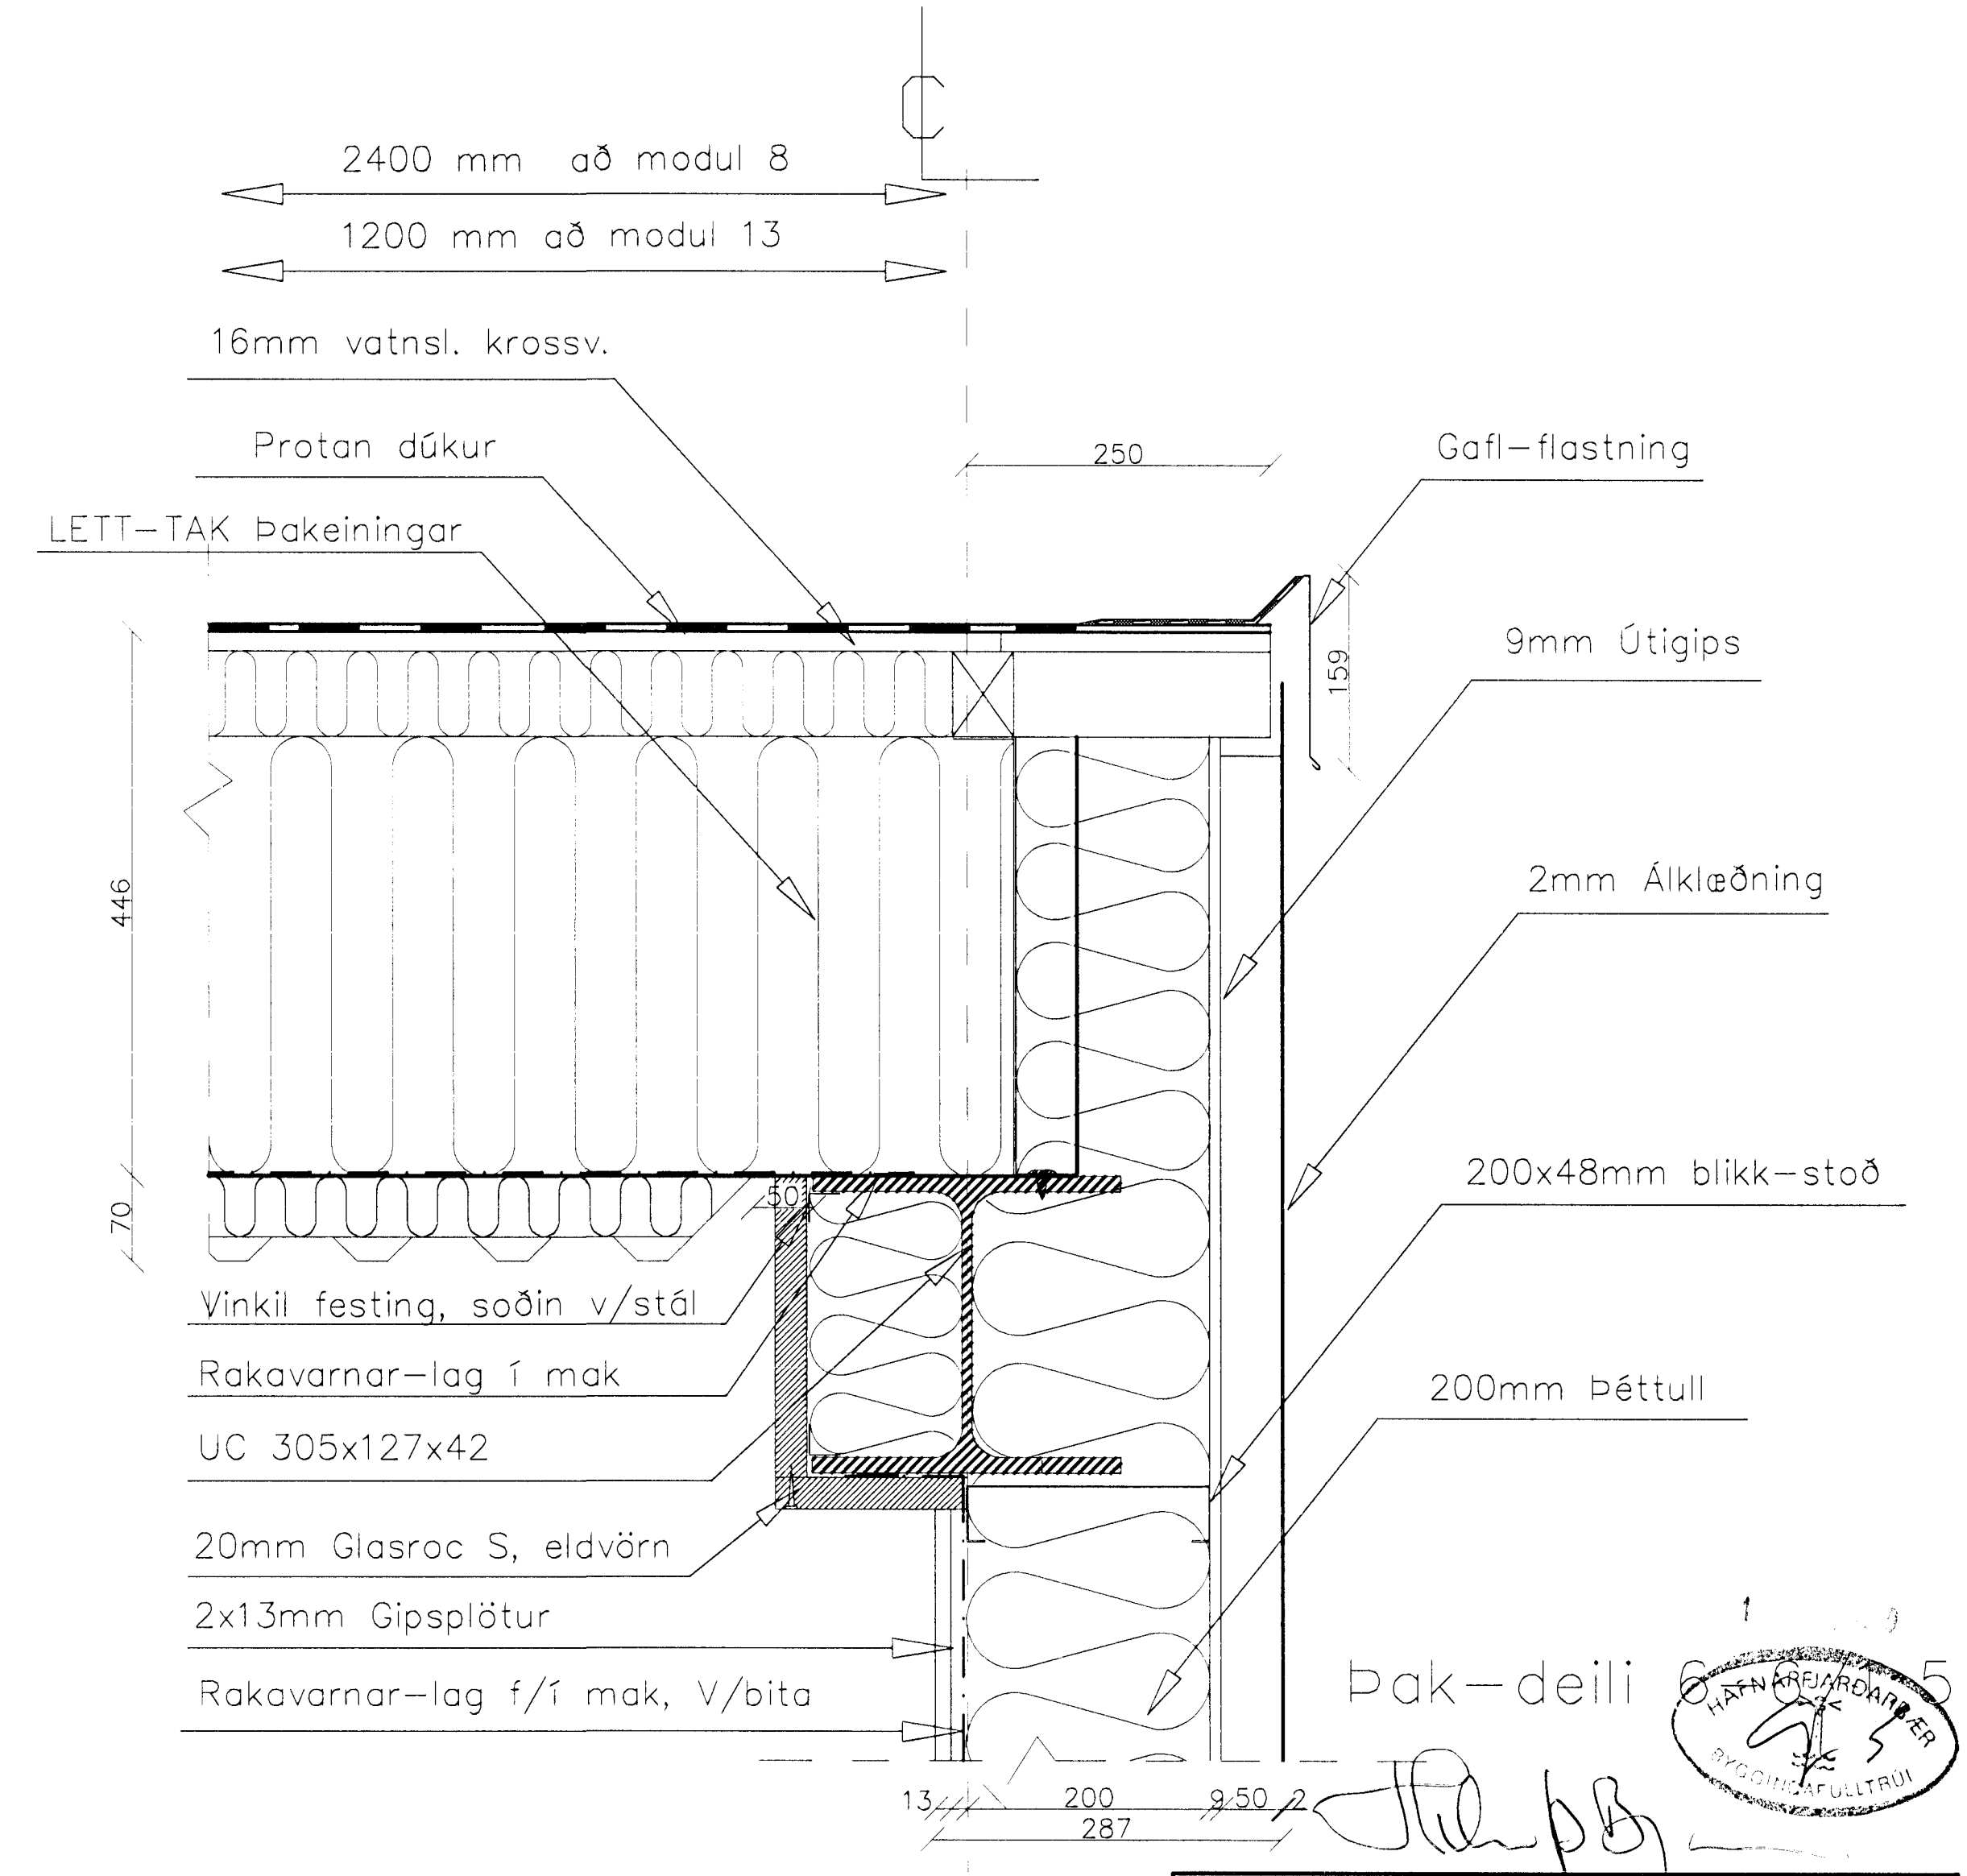 C
2400 mm að modul 8
1200 mm að modul 13
16mm vatnsl. krossv.
Protan dúkur
LETT-TAK Þakeiningar
250
Gafl-flastning
159
9mm Útigips
446
2mm Álklæðning
70
50
200x48mm blikk-stoð
Vinkil festing, soðin v/stál
Rakavarnar-lag í mak
200mm Þéttull
UC 305x127x42
20mm Glasroc S, eldvörn
2x13mm Gipsplötur
Rakavarnar-lag f/í mak, V/bita
Þak-deili
HAFNARFJARÐARBÆR
BYGGINGAFULLTRÚI
13 200 9 50 2
287